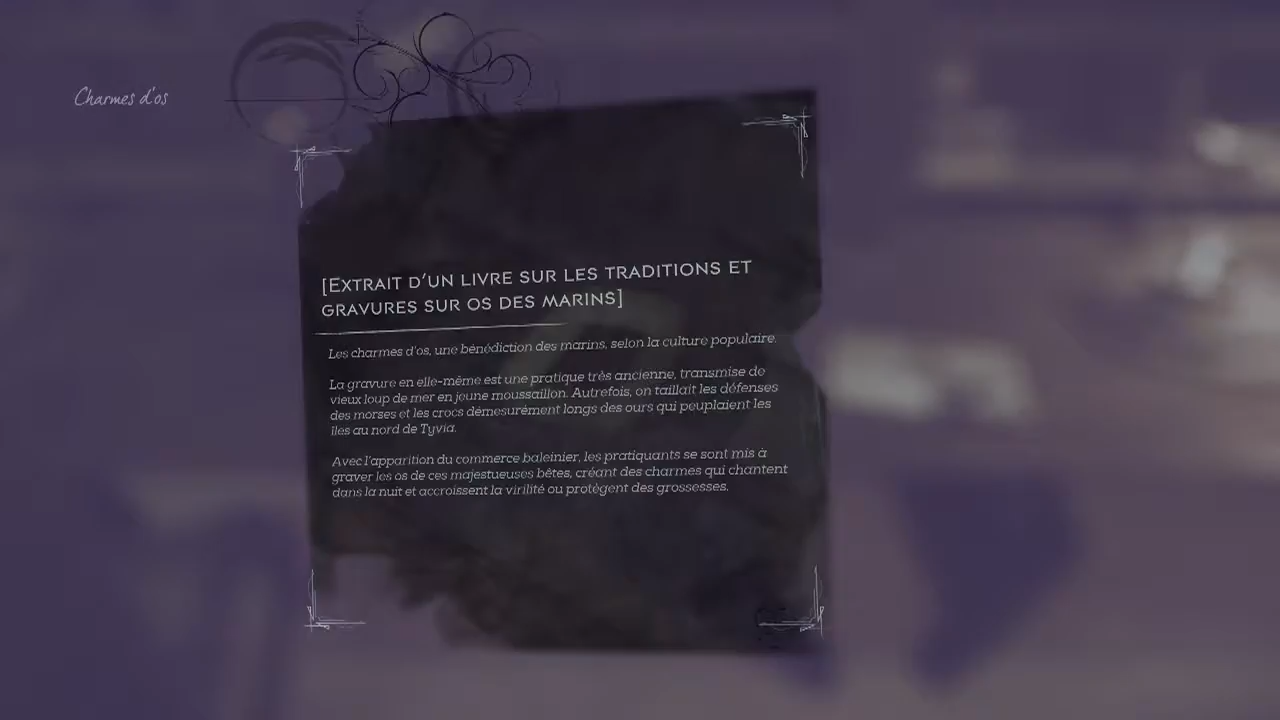 Charmes d'os
[Extrait d'un livre sur les traditions et
gravures sur os des marins]
Les charmes d'os, une bénédiction des marins, selon la culture populaire.
La gravure en elle-même est une pratique très ancienne, transmise de
vieux loup de mer en jeune moussaillon. Autrefois, on taillait les défenses
des morses et les crocs démesurément longs des ours qui peuplaient les
îles au nord de Tyvia.
Avec l'apparition du commerce baleinier, les pratiquants se sont mis à
graver les os de ces majestueuses bêtes, créant des charmes qui chantent
dans la nuit et accroissent la virilité ou protègent des grossesses.